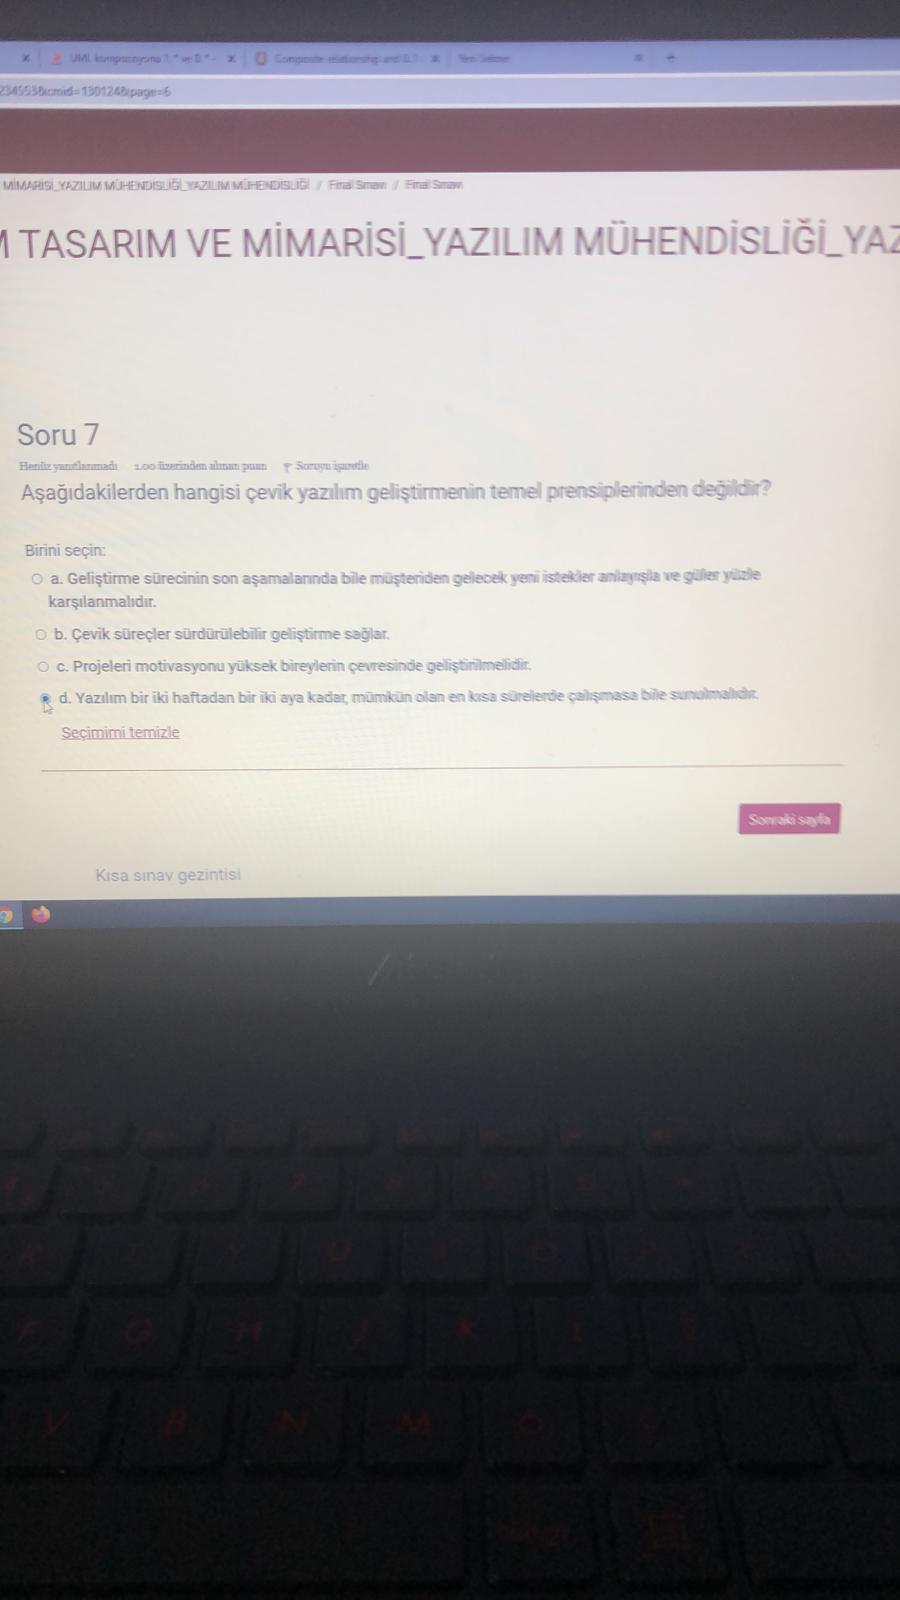 UML kompozisyonu 1..* ve 0..* -
Composite relationship and 0..1
Yeni Sekme
234553&cmid=130124&page=6
MİMARİSİ_YAZILIM MÜHENDİSLİĞİ_YAZILIM MÜHENDİSLİĞİ / Final Sınavı // Final Sınavı
M TASARIM VE MİMARİSİ_YAZILIM MÜHENDİSLİĞİ_YAZ
Soru 7
Henüz yanıtlanmadı 1,00 üzerinden alınan puan Soruyu işaretle
Aşağıdakilerden hangisi çevik yazılım geliştirmenin temel prensiplerinden değildir?
Birini seçin:
a. Geliştirme sürecinin son aşamalarında bile müşteriden gelecek yeni istekler anlayışla ve güler yüzle
karşılanmalıdır.
b. Çevik süreçler sürdürülebilir geliştirme sağlar.
c. Projeleri motivasyonu yüksek bireylerin çevresinde geliştirilmelidir.
d. Yazılım bir iki haftadan bir iki aya kadar, mümkün olan en kısa sürelerde çalışmasa bile sunulmalıdır.
Seçimimi temizle
Sonraki sayfa
Kısa sınav gezintisi
G H
V B N M